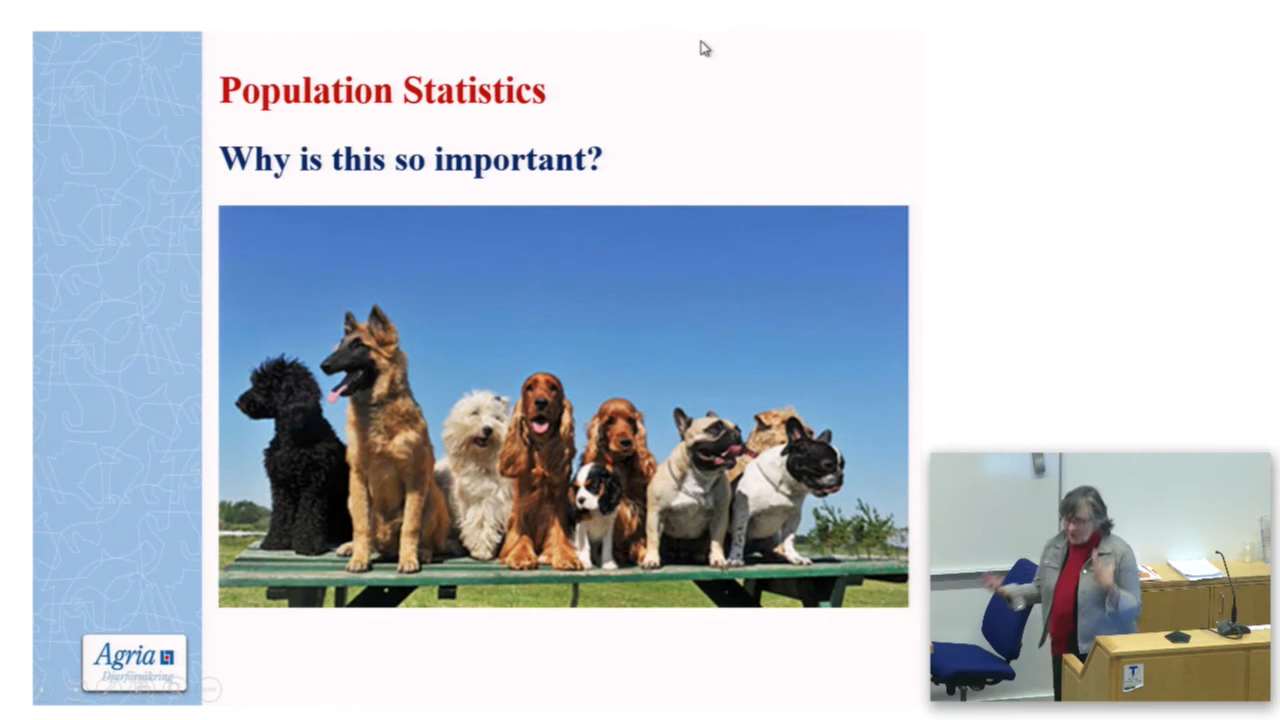 Population Statistics
Why is this so important?
Agria
Djurförsäkring
T